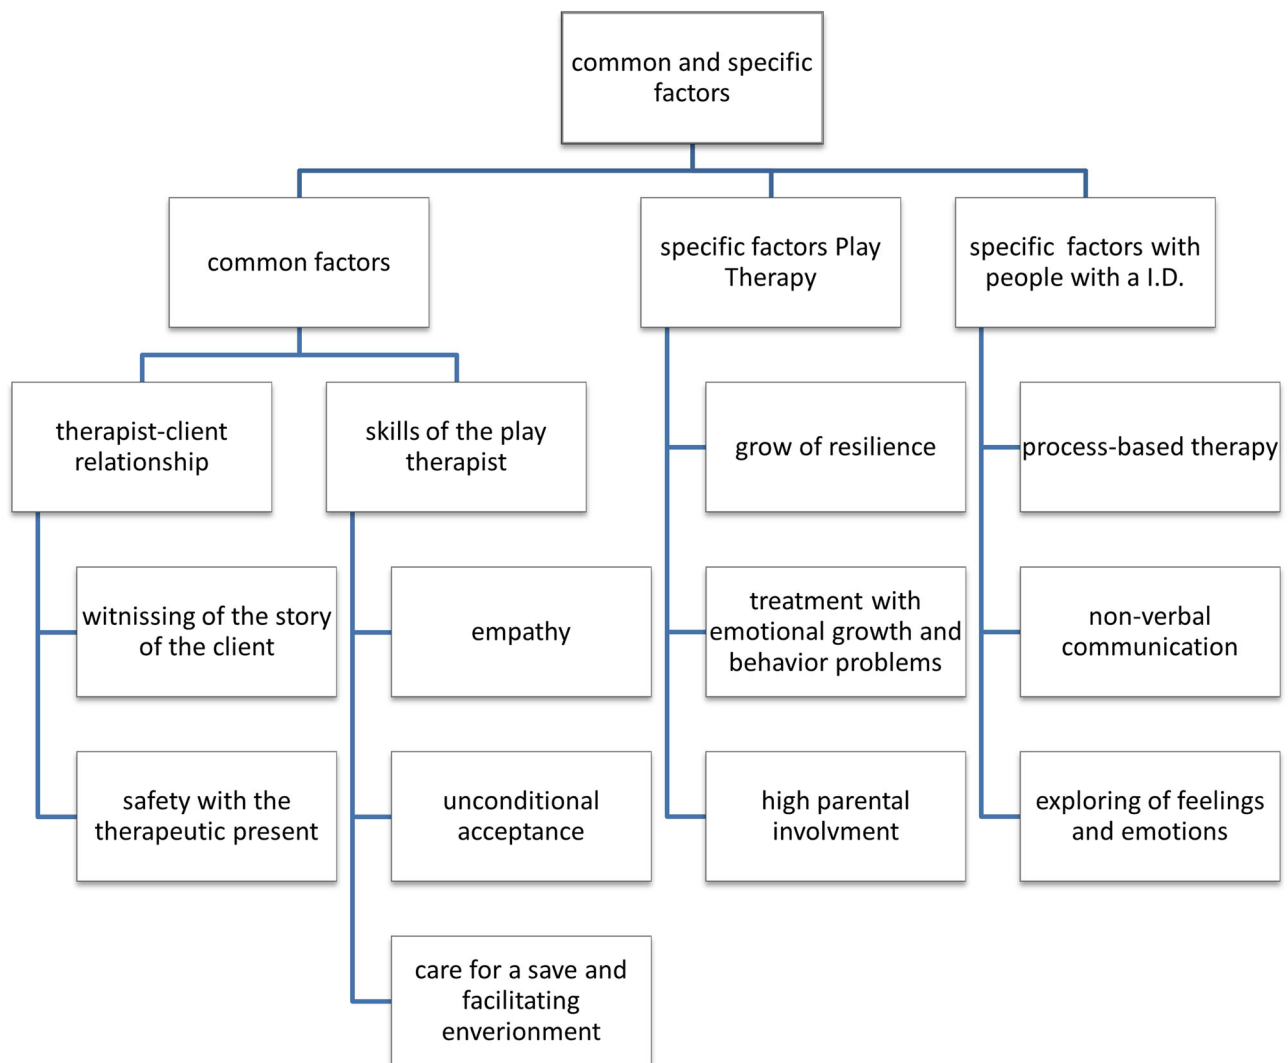 common and specific
factors
common factors
specific factors Play
Therapy
specific factors with
people with a I.D.
therapist-client
relationship
skills of the play
therapist
grow of resilience
process-based therapy
witnissing of the story
of the client
empathy
treatment with
emotional growth and
behavior problems
non-verbal
communication
safety with the
therapeutic present
unconditional
acceptance
high parental
involvment
exploring of feelings
and emotions
care for a save and
facilitating
enverionment